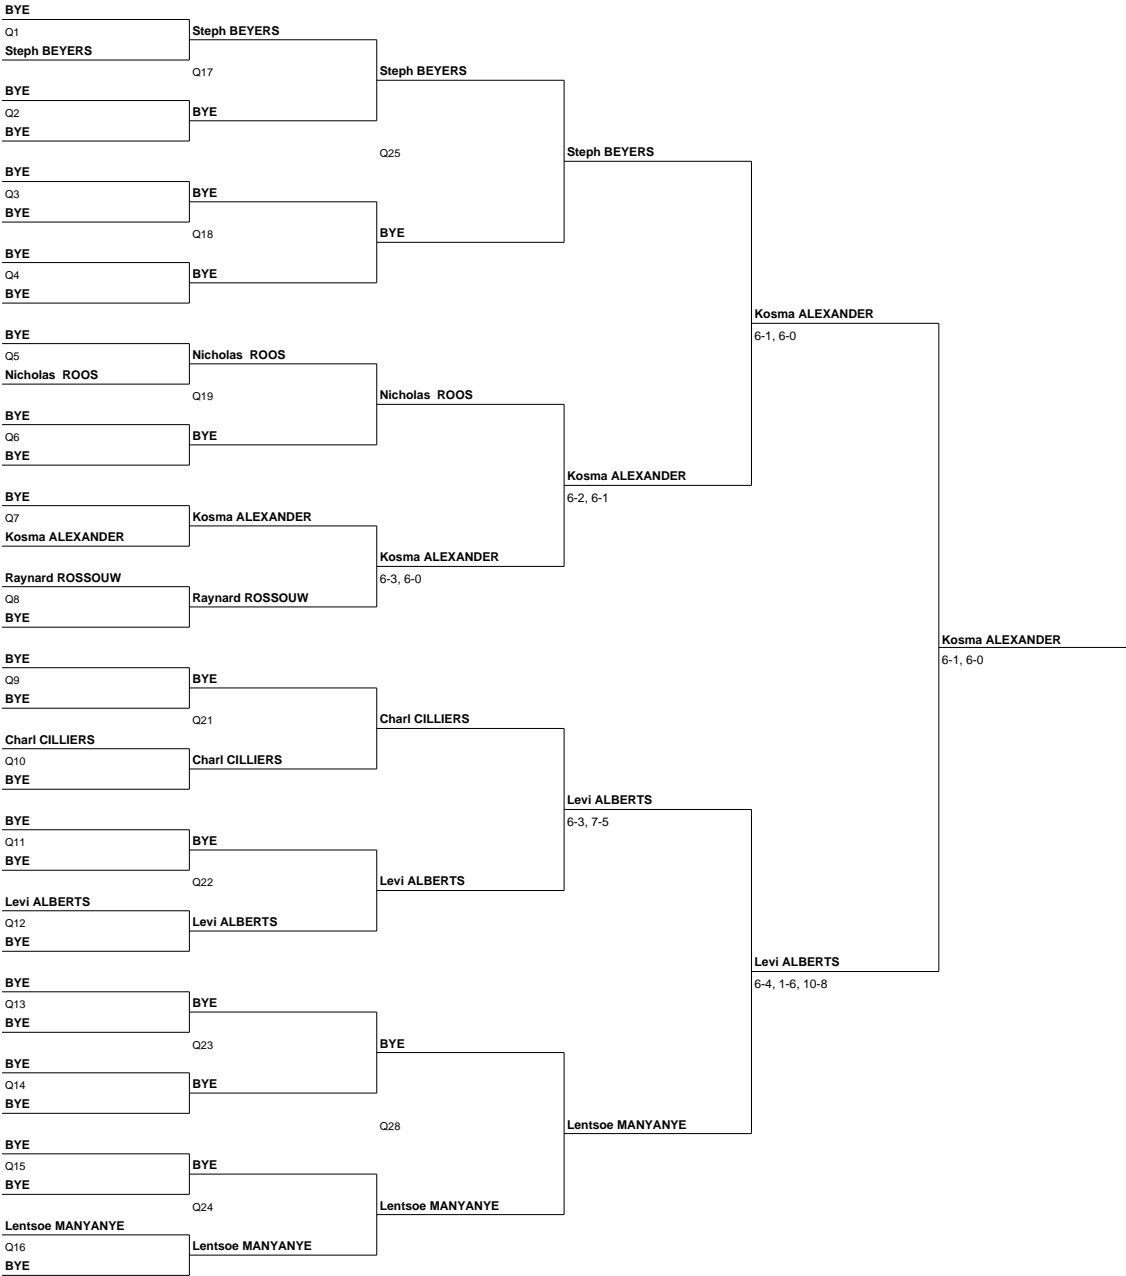 BYE
Q1
Steph BEYERS
Steph BEYERS
Q17
Steph BEYERS
BYE
Q2
BYE
BYE
Q25
Steph BEYERS
BYE
Q3
BYE
BYE
Q18
BYE
BYE
Q4
BYE
BYE
Kosma ALEXANDER
6-1, 6-0
BYE
Q5
Nicholas ROOS
Nicholas ROOS
Q19
Nicholas ROOS
BYE
Q6
BYE
BYE
Kosma ALEXANDER
6-2, 6-1
BYE
Q7
Kosma ALEXANDER
Kosma ALEXANDER
Kosma ALEXANDER
6-3, 6-0
Raynard ROSSOUW
Q8
BYE
Raynard ROSSOUW
Kosma ALEXANDER
6-1, 6-0
BYE
Q9
BYE
BYE
Q21
Charl CILLIERS
Charl CILLIERS
Q10
BYE
Charl CILLIERS
Levi ALBERTS
6-3, 7-5
BYE
Q11
BYE
BYE
Q22
Levi ALBERTS
Levi ALBERTS
Q12
BYE
Levi ALBERTS
Levi ALBERTS
6-4, 1-6, 10-8
BYE
Q13
BYE
BYE
Q23
BYE
BYE
Q14
BYE
BYE
Q28
Lentsoe MANYANYE
BYE
Q15
BYE
BYE
Q24
Lentsoe MANYANYE
Lentsoe MANYANYE
Q16
BYE
Lentsoe MANYANYE